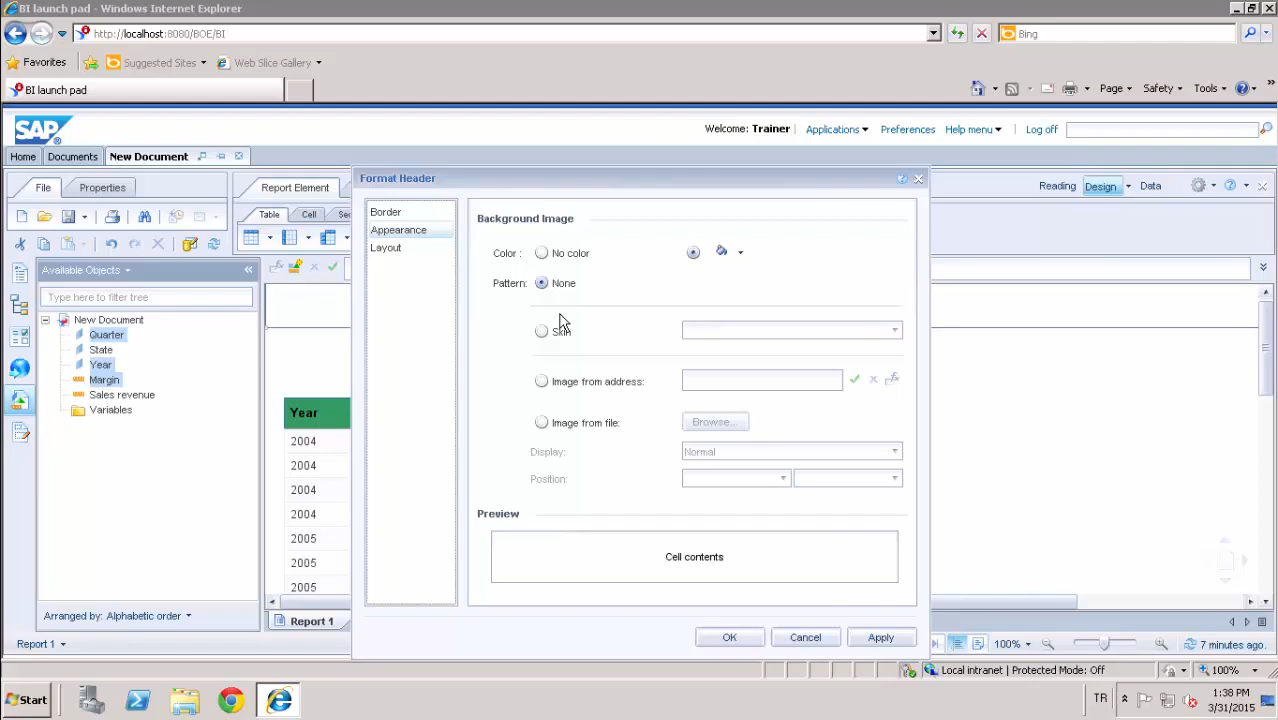 BI launch pad - Windows Internet Explorer
http://localhost:8080/BOE/BI
Bing
Favorites
Suggested Sites
Web Slice Gallery
BI launch pad
Page
Safety
Tools
SAP
Welcome: Trainer
Applications
Preferences
Help menu
Log off
Home
Documents
New Document
File
Properties
Report Element
Format Header
Reading
Design
Data
Table
Cell
Border
Appearance
Layout
Background Image
Color :
No color
Pattern:
None
Available Objects
Type here to filter tree
New Document
Quarter
State
Year
Margin
Sales revenue
Variables
Image from address:
Image from file:
Browse...
Display:
Normal
Position:
Preview
Cell contents
Year
2004
2004
2004
2004
2005
2005
2005
Arranged by: Alphabetic order
Report 1
OK
Cancel
Apply
Report 1
100%
7 minutes ago.
Local intranet | Protected Mode: Off
100%
Start
TR
1:38 PM
3/31/2015